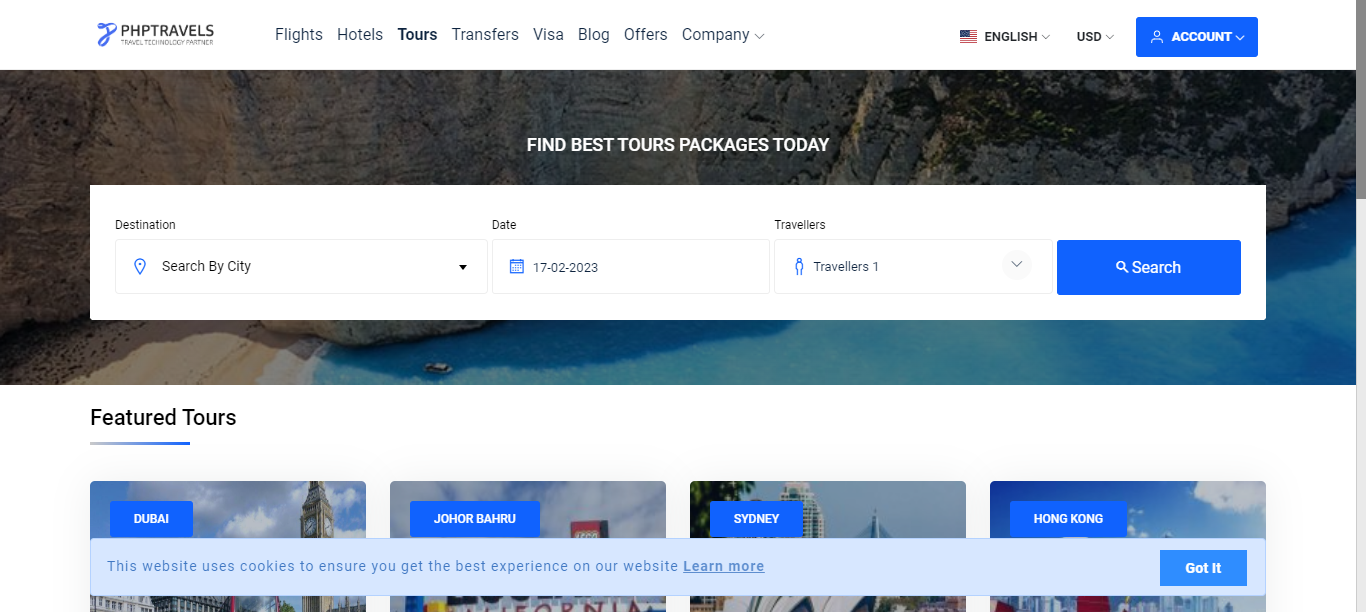 PHPTRAVELS
TRAVEL TECHNOLOGY PARTNER
Flights Hotels Tours Transfers Visa Blog Offers Company
ENGLISH USD ACCOUNT
FIND BEST TOURS PACKAGES TODAY
Destination Date Travellers
Search By City 17-02-2023 Travellers 1 Search
Featured Tours
DUBAI JOHOR BAHRU SYDNEY HONG KONG
This website uses cookies to ensure you get the best experience on our website Learn more Got It